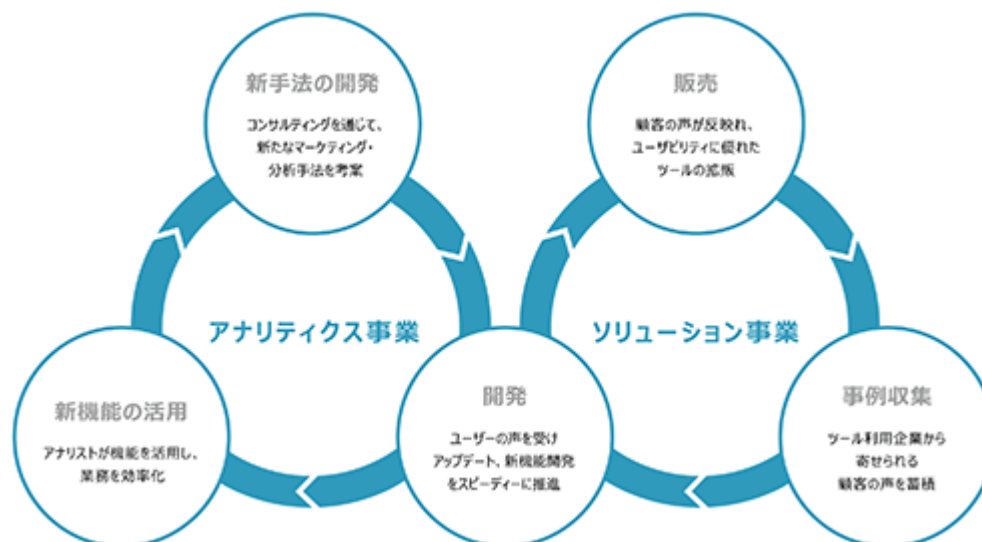 新手法の開発
コンサルティングを通じて、
新たなマーケティング・
分析手法を考案
販売
顧客の声が反映れ、
ユーザビリティに優れた
ツールの拡販
アナリティクス事業
ソリューション事業
新機能の活用
アナリストが機能を活用し、
業務を効率化
開発
ユーザーの声を受け
アップデート、新機能開発
をスピーディーに推進
事例収集
ツール利用企業から
寄せられる
顧客の声を蓄積